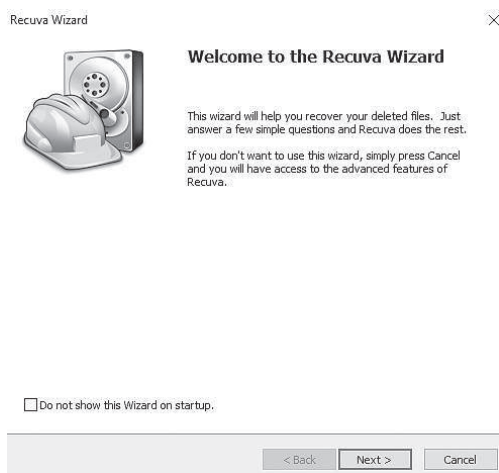 Recuva Wizard
Welcome to the Recuva Wizard
This wizard will help you recover your deleted files. Just
answer a few simple questions and Recuva does the rest.
If you don't want to use this wizard, simply press Cancel
and you will have access to the advanced features of
Recuva.
Do not show this Wizard on startup.
< Back
Next >
Cancel